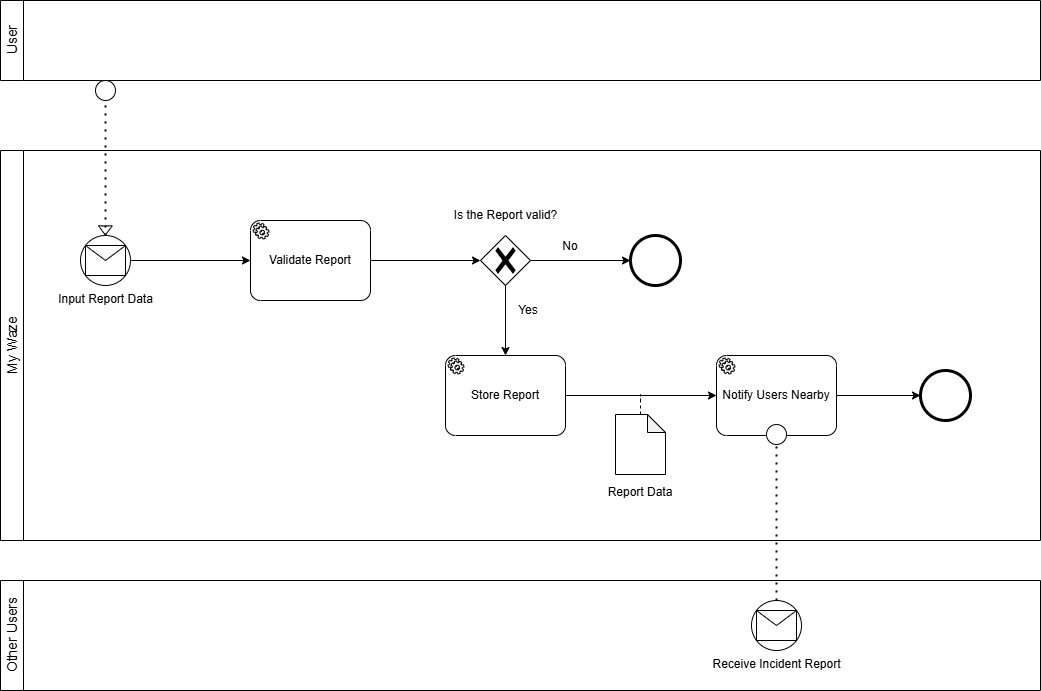 User
My Waze
Is the Report valid?
No
Validate Report
Input Report Data
Yes
Store Report
Notify Users Nearby
Report Data
Other Users
Receive Incident Report